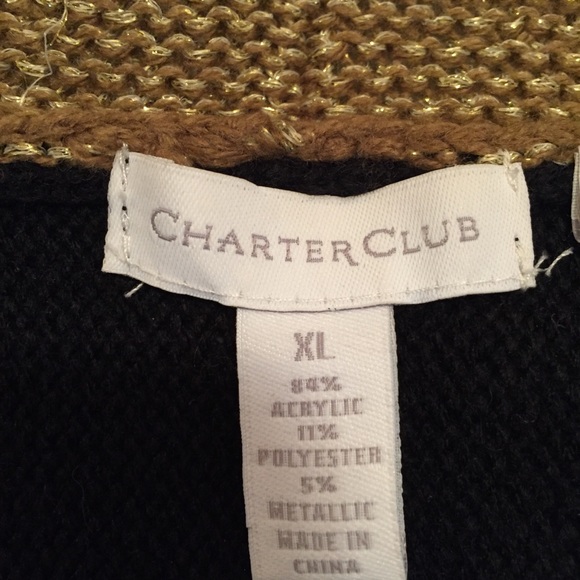 CHARTER CLUB
XL
84%
ACRYLIC
11%
POLYESTER
5%
METALLIC
MADE IN
CHINA